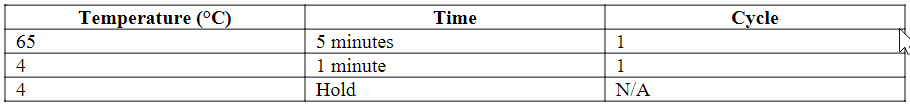 Temperature (°C) Time Cycle
65 5 minutes 1
4 1 minute 1
4 Hold N/A